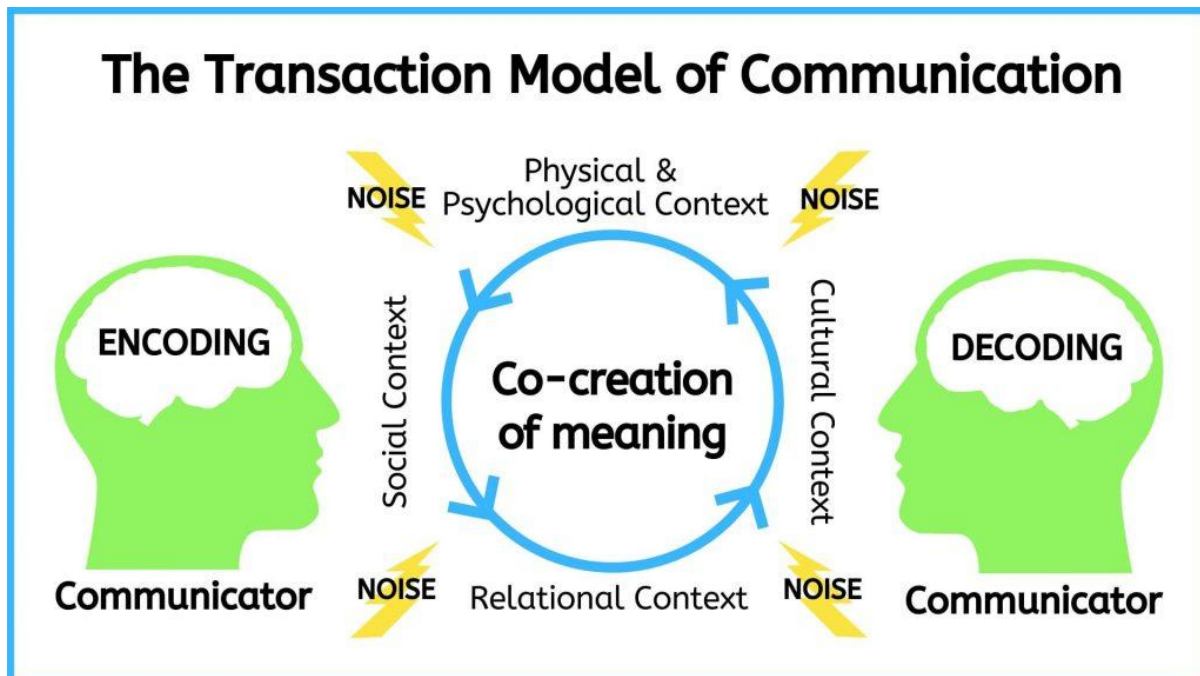 The Transaction Model of Communication
NOISE
Physical &
Psychological Context
NOISE
ENCODING
Social Context
Co-creation
of meaning
Cultural Context
DECODING
Communicator
NOISE
Relational Context
NOISE
Communicator